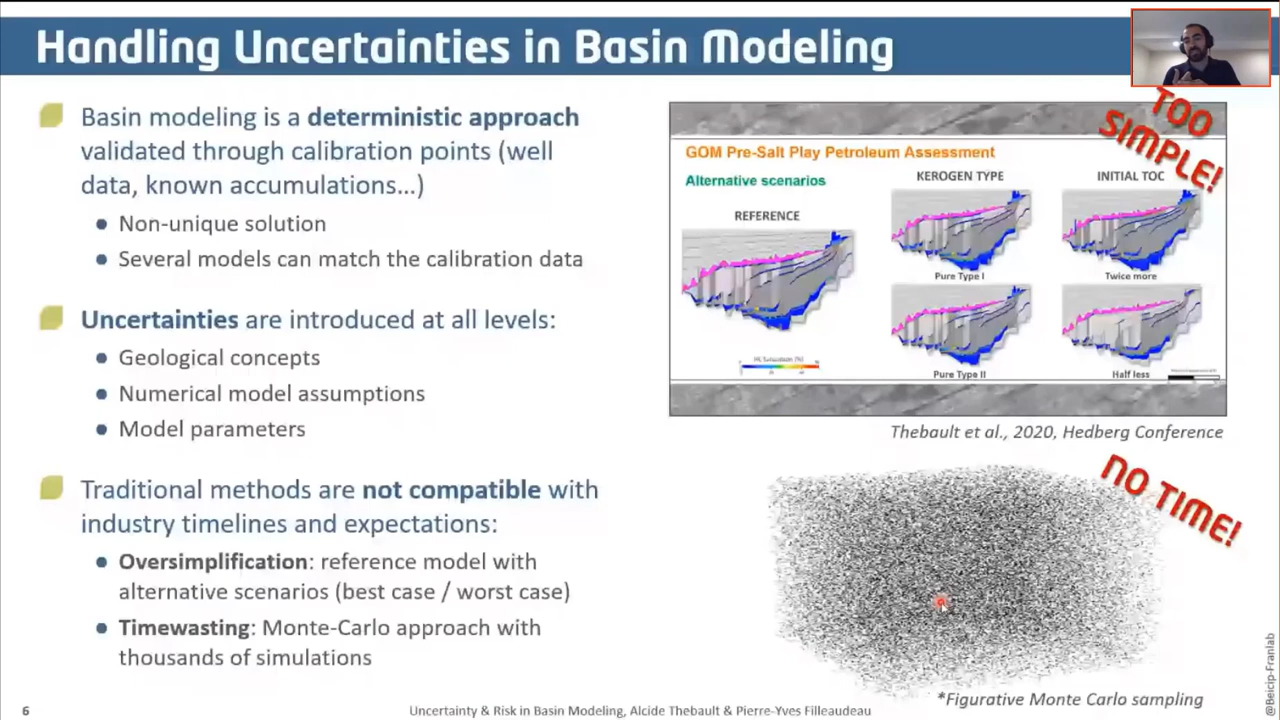 Handling Uncertainties in Basin Modeling
Basin modeling is a deterministic approach
validated through calibration points (well
data, known accumulations…)
Non-unique solution
Several models can match the calibration data
Uncertainties are introduced at all levels:
Geological concepts
Numerical model assumptions
Model parameters
Traditional methods are not compatible with
industry timelines and expectations:
Oversimplification: reference model with
alternative scenarios (best case / worst case)
Timewasting: Monte-Carlo approach with
thousands of simulations
TOO
SIMPLE!
GOM Pre-Salt Play Petroleum Assessment
Alternative scenarios
REFERENCE
KEROGEN TYPE
INITIAL TOC
Pure Type I
Twice more
Pure Type II
Half less
Thebault et al., 2020, Hedberg Conference
NO TIME!
*Figurative Monte Carlo sampling
6
Uncertainty & Risk in Basin Modeling, Alcide Thebault & Pierre-Yves Filleaudeau
@Beicip-Franlab